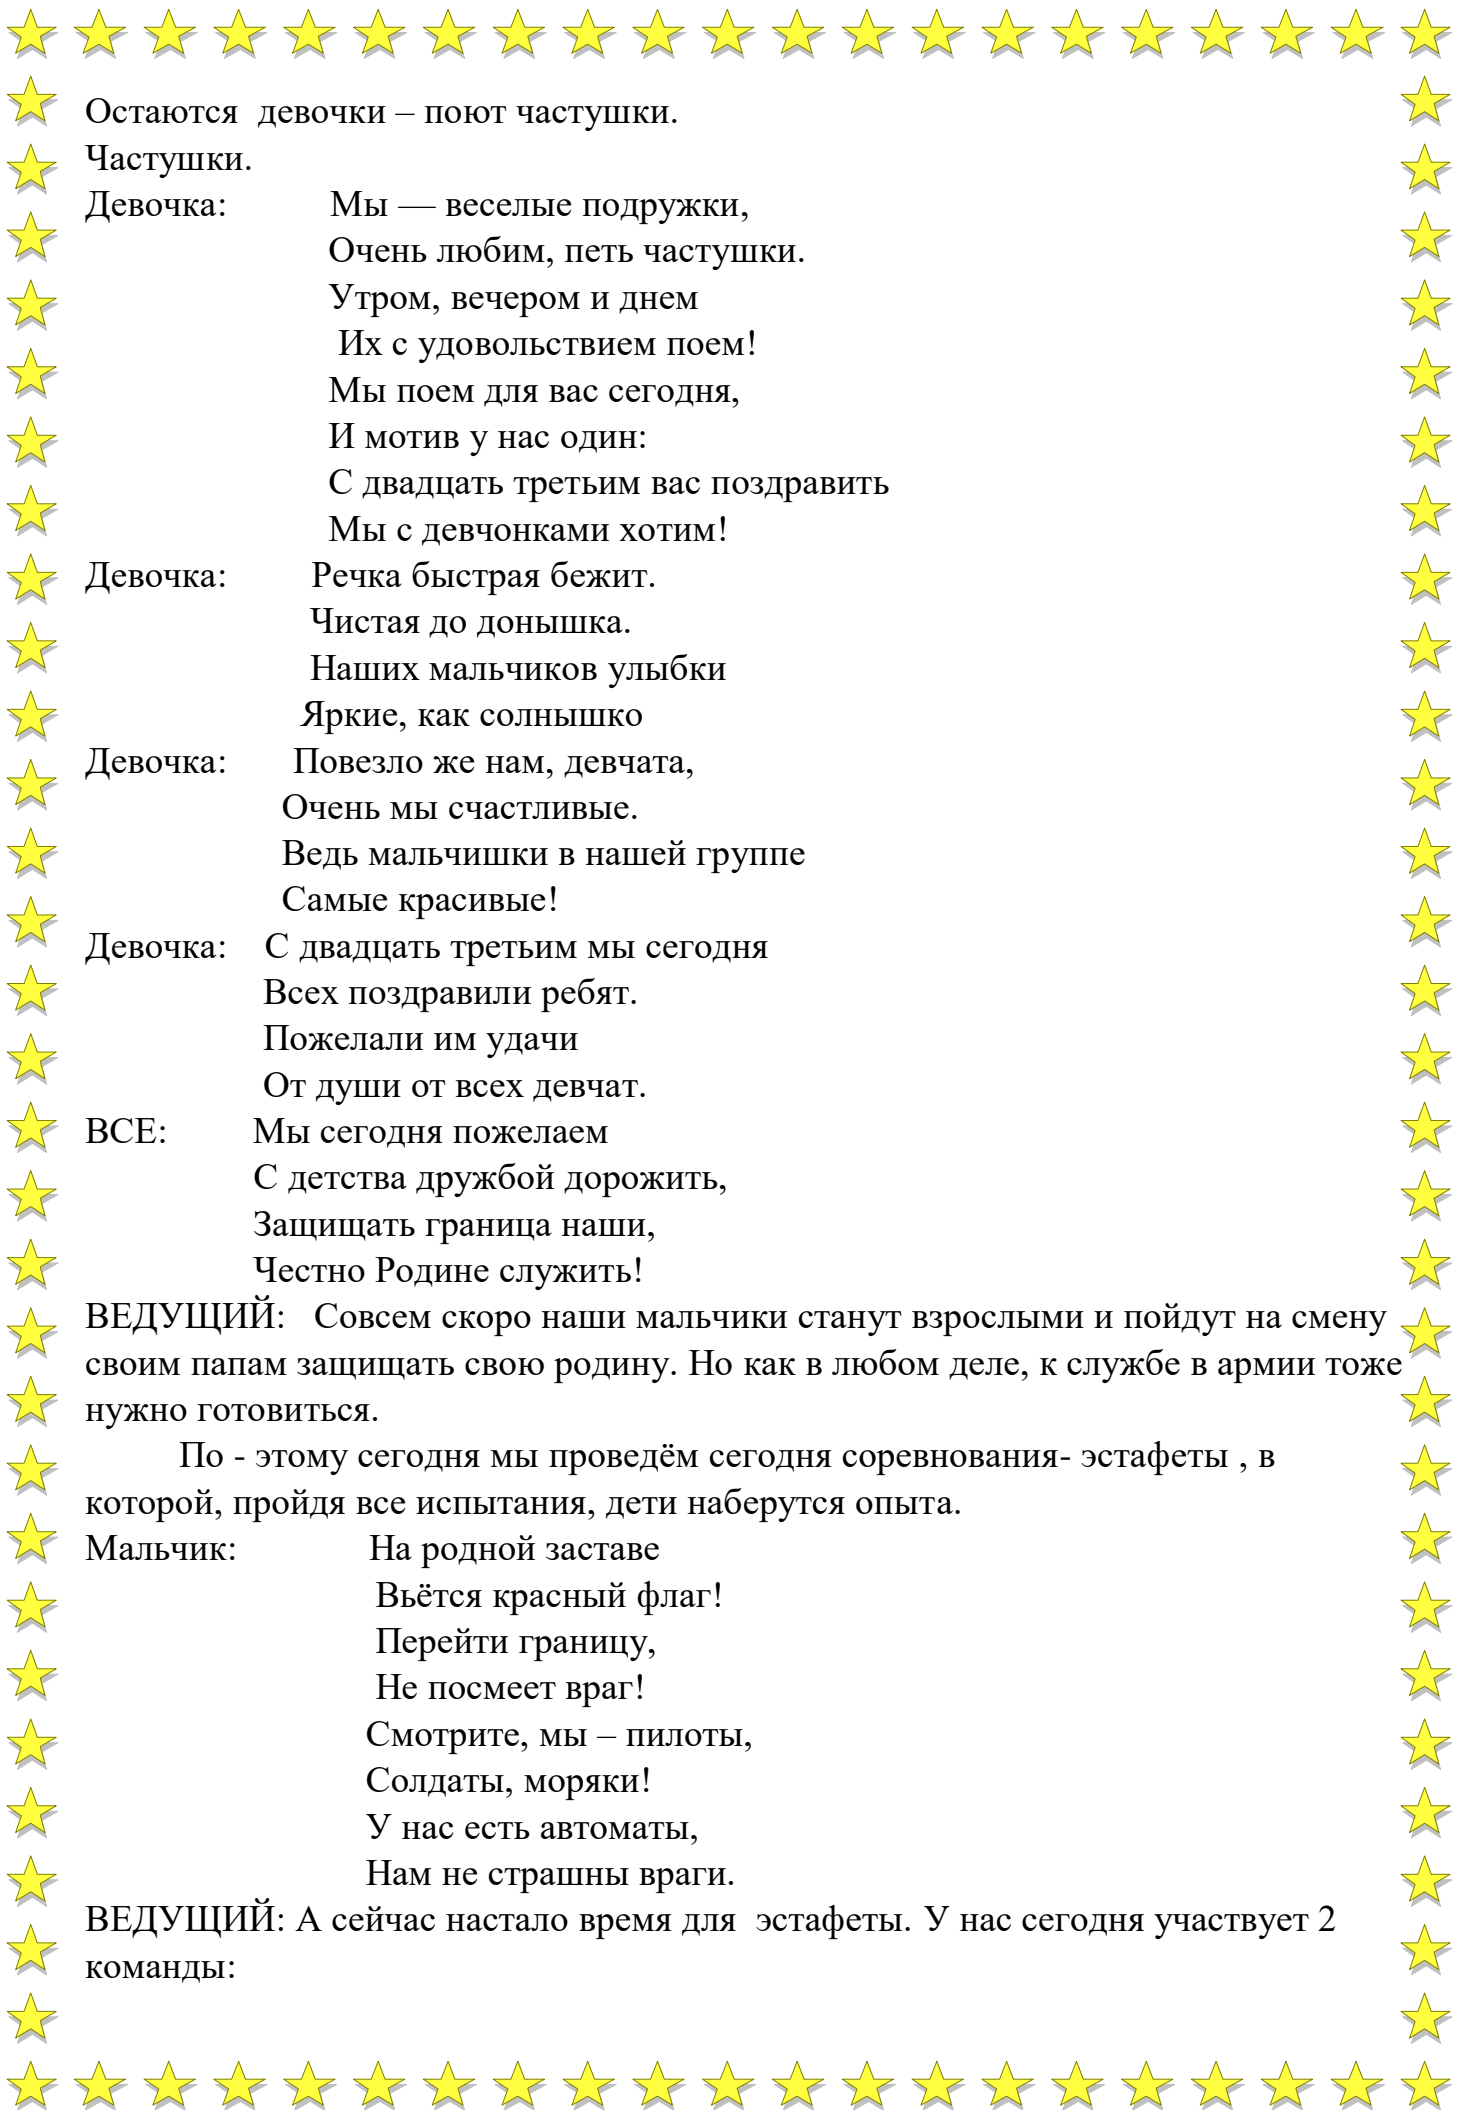 Остаются  девочки – поют частушки.
Частушки.
Девочка:           Мы — веселые подружки,
Очень любим, петь частушки.
Утром, вечером и днем
Их с удовольствием поем!
Мы поем для вас сегодня,
И мотив у нас один:
С двадцать третьим вас поздравить
Мы с девчонками хотим!
Девочка:         Речка быстрая бежит.
Чистая до донышка.
Наших мальчиков улыбки
Яркие, как солнышко
Девочка:       Повезло же нам, девчата,
Очень мы счастливые.
Ведь мальчишки в нашей группе
Самые красивые!
Девочка:    С двадцать третьим мы сегодня
Всех поздравили ребят.
Пожелали им удачи
От души от всех девчат.
ВСЕ:         Мы сегодня пожелаем
С детства дружбой дорожить,
Защищать граница наши,
Честно Родине служить!
ВЕДУЩИЙ:   Совсем скоро наши мальчики станут взрослыми и пойдут на смену
своим папам защищать свою родину. Но как в любом деле, к службе в армии тоже
нужно готовиться.
По - этому сегодня мы проведём сегодня соревнования- эстафеты , в
которой, пройдя все испытания, дети наберутся опыта.
Мальчик:              На родной заставе
Вьётся красный флаг!
Перейти границу,
Не посмеет враг!
Смотрите, мы – пилоты,
Солдаты, моряки!
У нас есть автоматы,
Нам не страшны враги.
ВЕДУЩИЙ: А сейчас настало время для  эстафеты. У нас сегодня участвует 2
команды: